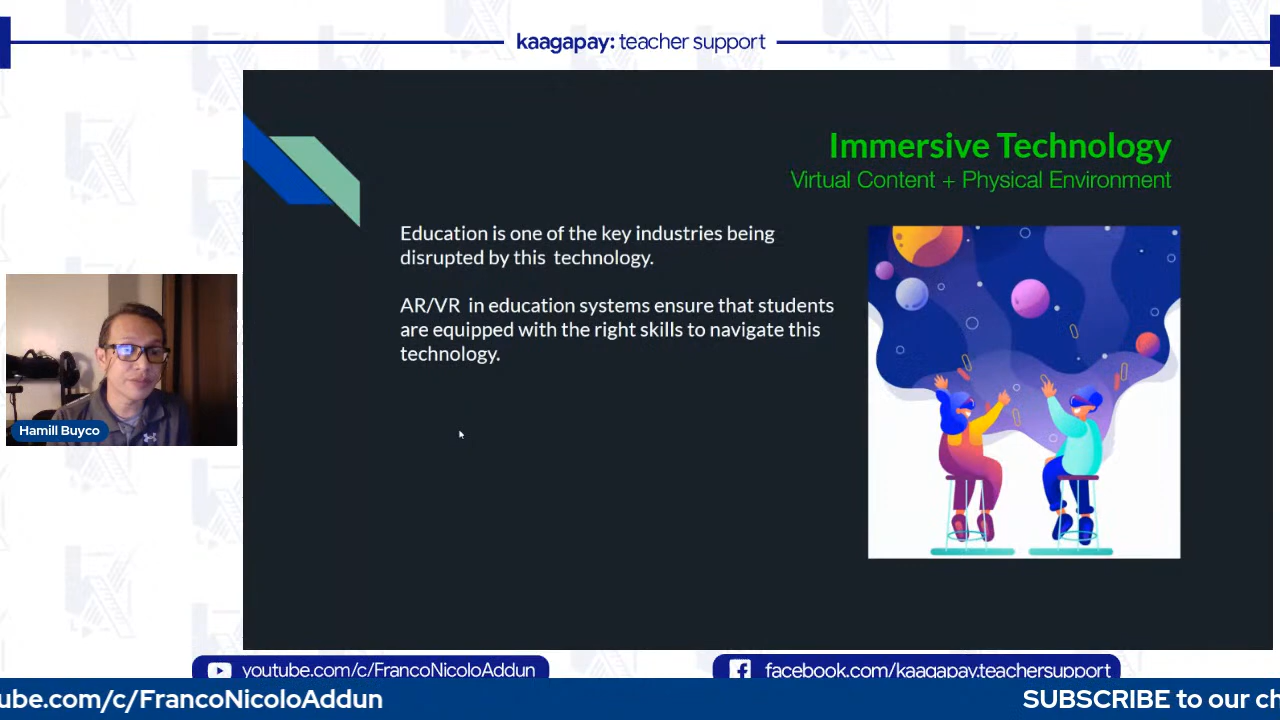 kaagapay: teacher support
Immersive Technology
Virtual Content + Physical Environment
Education is one of the key industries being
disrupted by this technology.
AR/VR in education systems ensure that students
are equipped with the right skills to navigate this
technology.
Hamill Buyco
youtube.com/c/FrancoNicoloAddun
facebook.com/kaagapay.teachersupport
ube.com/c/FrancoNicoloAddun
SUBSCRIBE to our ch